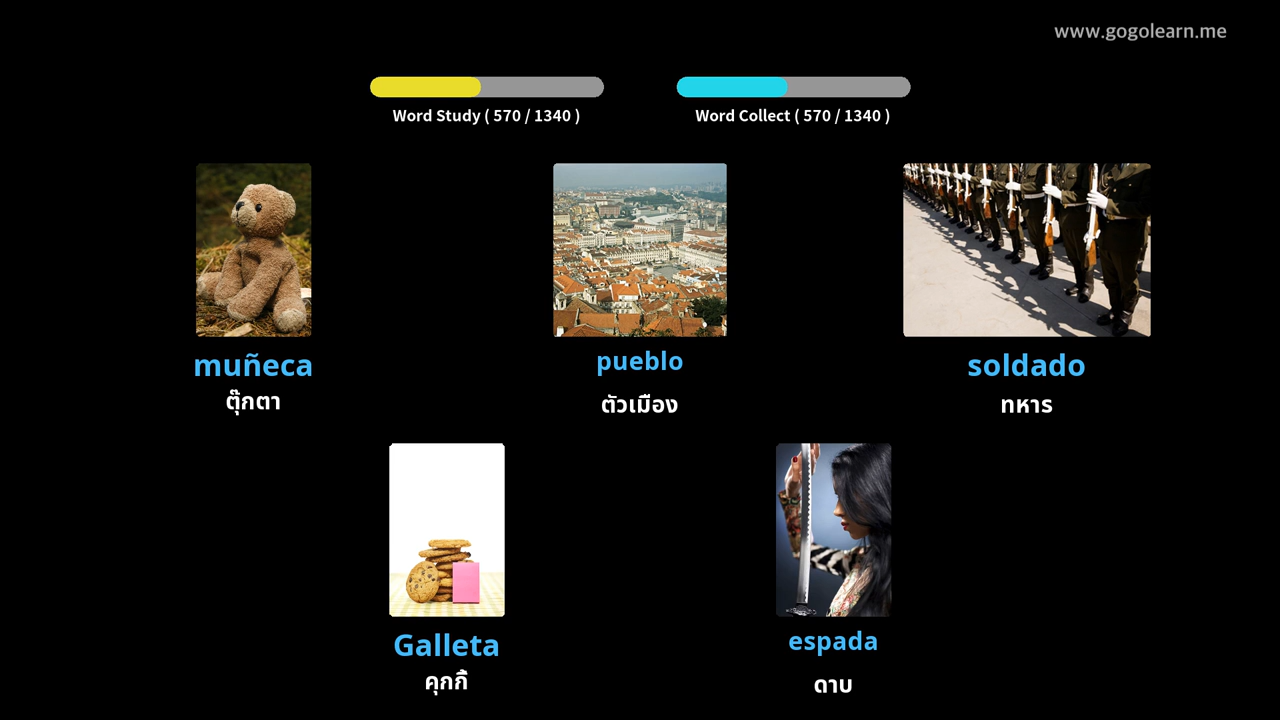 www.gogolearn.me
Word Study ( 570 / 1340 )
Word Collect ( 570 / 1340 )
muñeca
ตุ๊กตา
pueblo
ตัวเมือง
soldado
ทหาร
Galleta
คุกกี้
espada
ดาบ